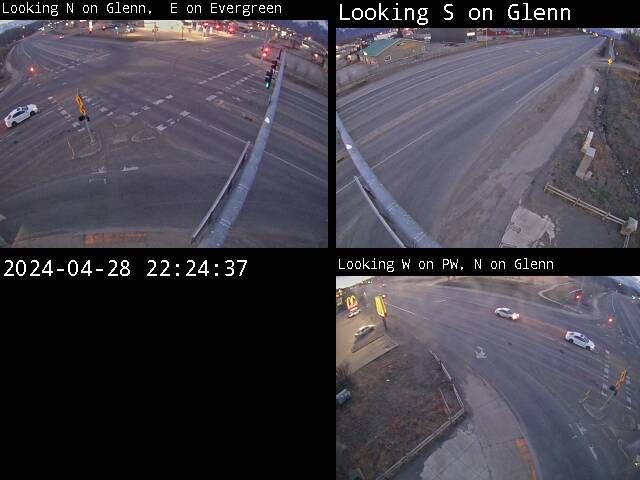 Looking N on Glenn, E on Evergreen
Looking S on Glenn
2024-04-28 22:24:37
Looking W on PW, N on Glenn